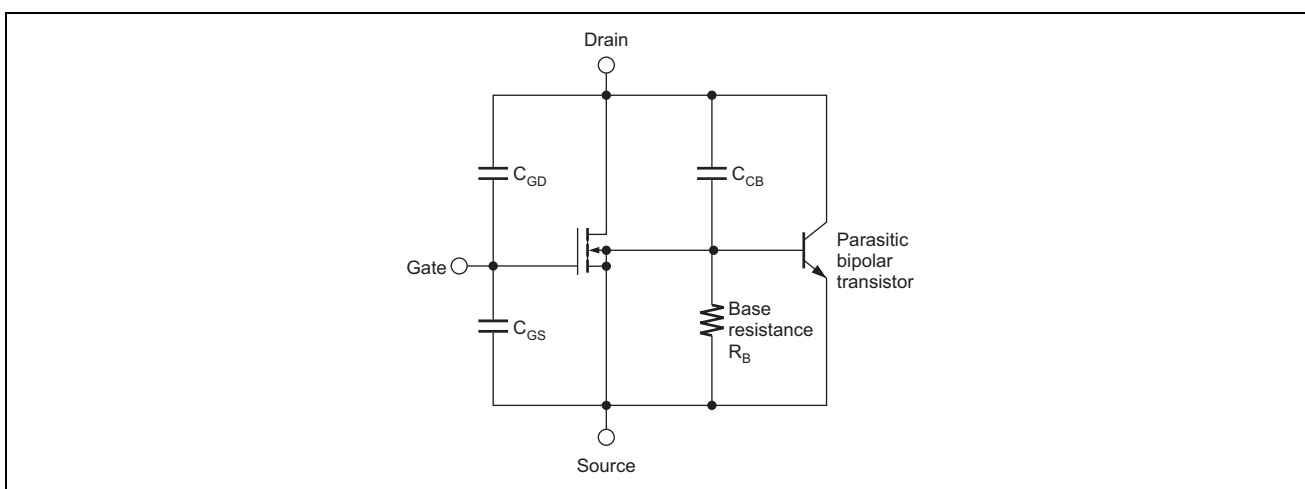 Drain
C_GD
C_CB
Parasitic
bipolar
transistor
Gate
C_GS
Base
resistance
R_B
Source